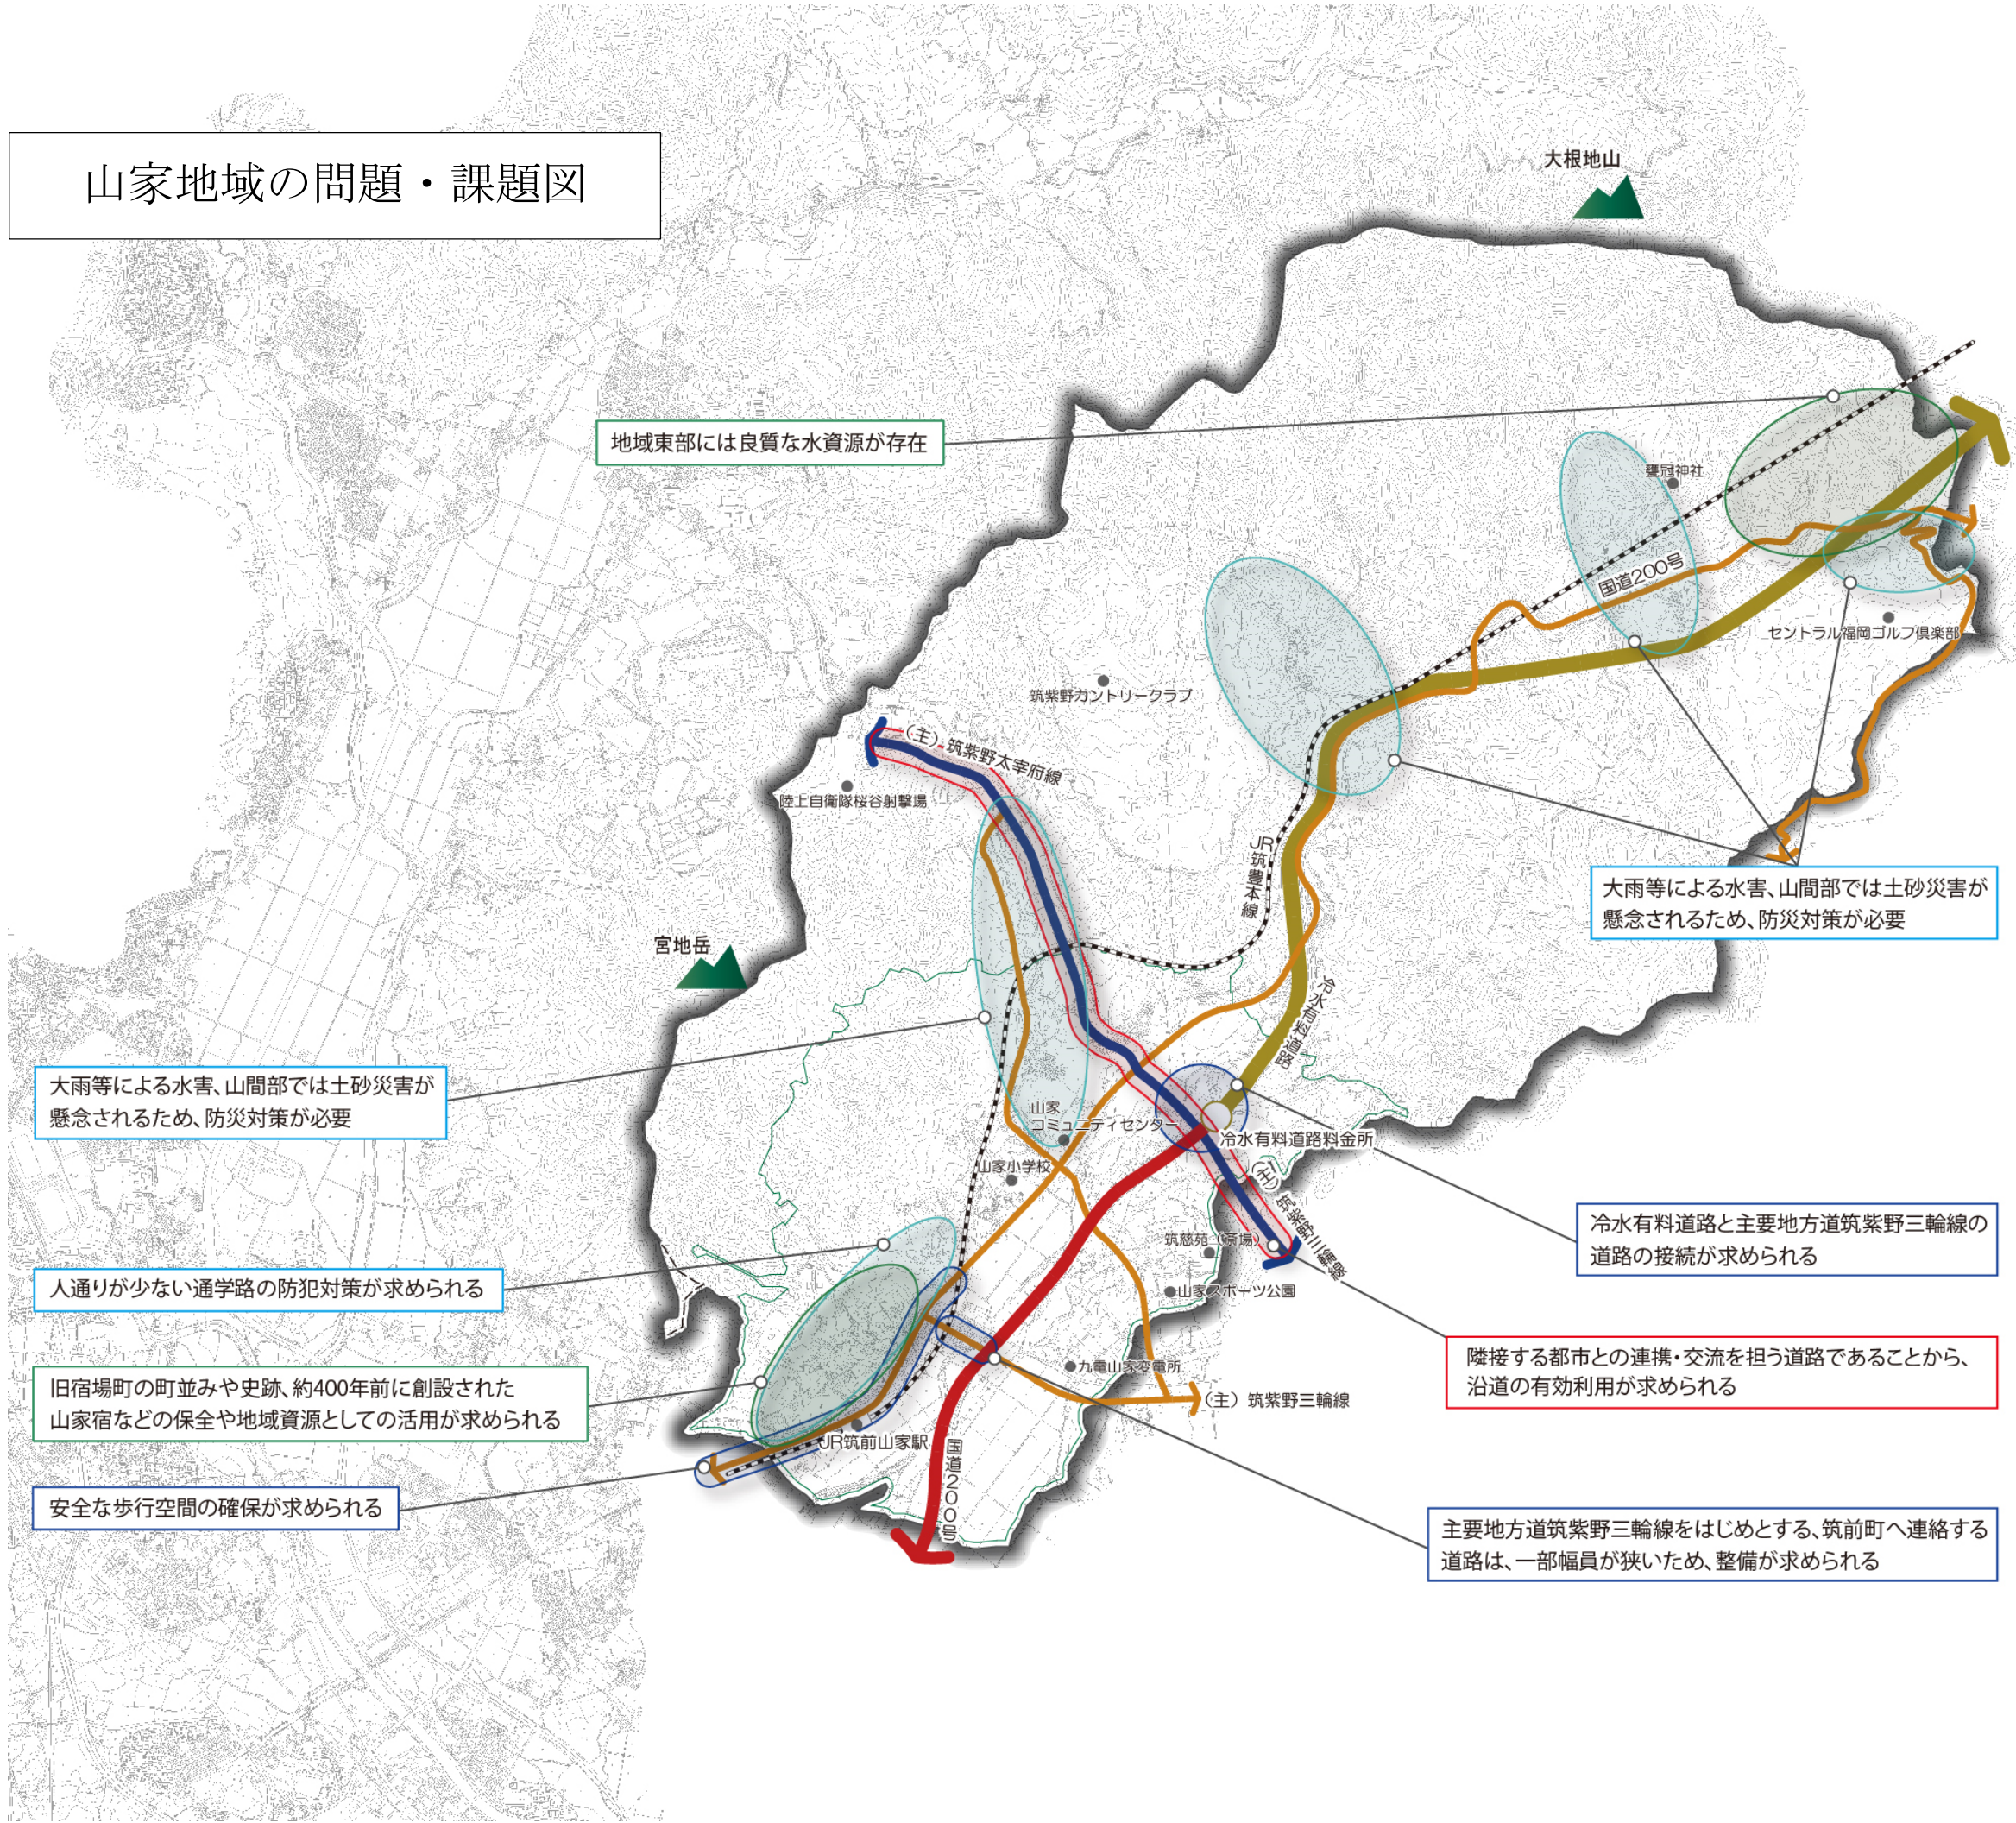 山家地域の問題・課題図
大根地山
地域東部には良質な水資源が存在
甕冠神社
国道200号
セントラル福岡ゴルフ倶楽部
筑紫野カントリークラブ
（主）筑紫野太宰府線
陸上自衛隊桜谷射撃場
JR筑豊本線
大雨等による水害、山間部では土砂災害が
懸念されるため、防災対策が必要
宮地岳
冷水有料道路
大雨等による水害、山間部では土砂災害が
懸念されるため、防災対策が必要
山家
コミュニティセンター
冷水有料道路料金所
山家小学校
（主）筑紫野三輪線
冷水有料道路と主要地方道筑紫野三輪線の
道路の接続が求められる
筑慈苑（斎場）
人通りが少ない通学路の防犯対策が求められる
山家スポーツ公園
隣接する都市との連携・交流を担う道路であることから、
沿道の有効利用が求められる
九電山家変電所
旧宿場町の町並みや史跡、約400年前に創設された
山家宿などの保全や地域資源としての活用が求められる
（主）筑紫野三輪線
JR筑前山家駅
国道200号
安全な歩行空間の確保が求められる
主要地方道筑紫野三輪線をはじめとする、筑前町へ連絡する
道路は、一部幅員が狭いため、整備が求められる